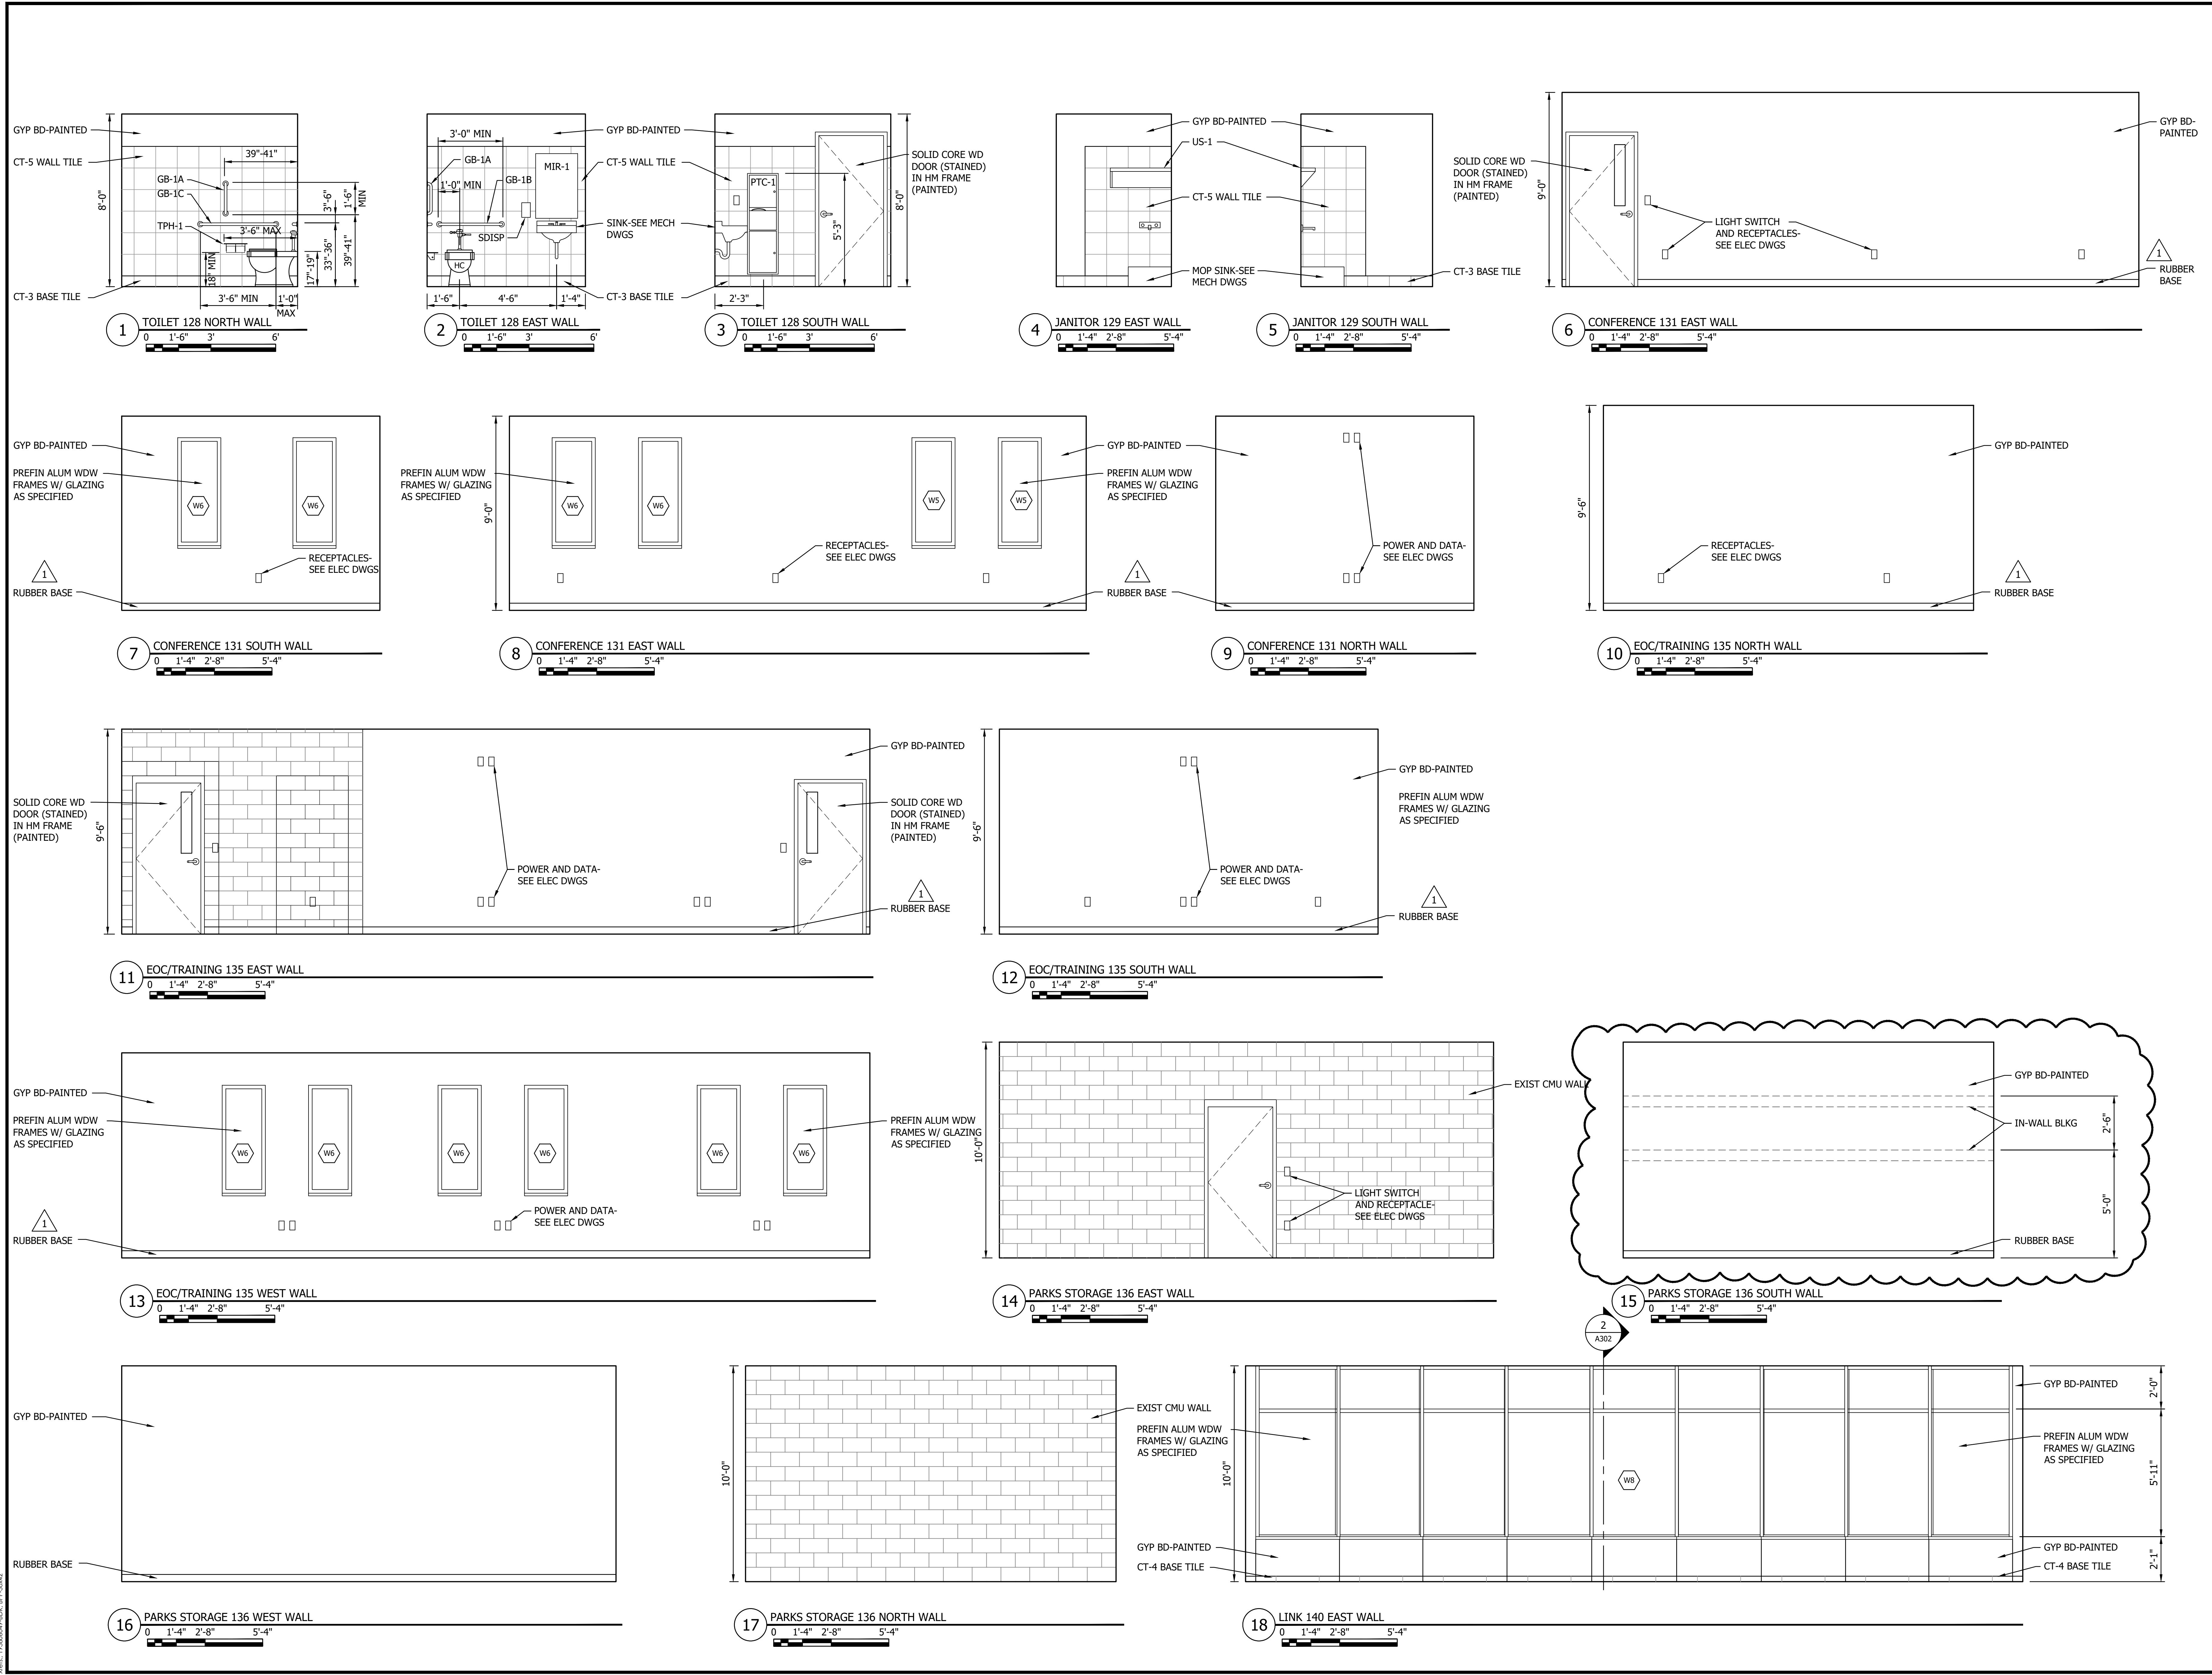 GYP BD-PAINTED
CT-5 WALL TILE
8'-0"
39"-41"
GB-1A
GB-1C
TPH-1
3'-6" MAX
18" MIN
17"-19"
33"-36"
3"-6"
39"-41"
1'-6"
MIN
CT-3 BASE TILE
3'-6" MIN
1'-0"
MAX
1 TOILET 128 NORTH WALL
0 1'-6" 3' 6'
3'-0" MIN
GB-1A
1'-0" MIN
GB-1B
MIR-1
SDISP
HC
1'-6" 4'-6" 1'-4"
2 TOILET 128 EAST WALL
0 1'-6" 3' 6'
GYP BD-PAINTED
CT-5 WALL TILE
SINK-SEE MECH
DWGS
CT-3 BASE TILE
PTC-1
5'-3"
8'-0"
2'-3"
SOLID CORE WD
DOOR (STAINED)
IN HM FRAME
(PAINTED)
3 TOILET 128 SOUTH WALL
0 1'-6" 3' 6'
GYP BD-PAINTED
US-1
CT-5 WALL TILE
MOP SINK-SEE
MECH DWGS
4 JANITOR 129 EAST WALL
0 1'-4" 2'-8" 5'-4"
CT-3 BASE TILE
5 JANITOR 129 SOUTH WALL
0 1'-4" 2'-8" 5'-4"
SOLID CORE WD
DOOR (STAINED)
IN HM FRAME
(PAINTED)
9'-0"
LIGHT SWITCH
AND RECEPTACLES-
SEE ELEC DWGS
GYP BD-
PAINTED
1
RUBBER
BASE
6 CONFERENCE 131 EAST WALL
0 1'-4" 2'-8" 5'-4"
GYP BD-PAINTED
PREFIN ALUM WDW
FRAMES W/ GLAZING
AS SPECIFIED
W6 W6
RECEPTACLES-
SEE ELEC DWGS
1
RUBBER BASE
7 CONFERENCE 131 SOUTH WALL
0 1'-4" 2'-8" 5'-4"
PREFIN ALUM WDW
FRAMES W/ GLAZING
AS SPECIFIED
9'-0"
W6 W6 W5 W5
RECEPTACLES-
SEE ELEC DWGS
8 CONFERENCE 131 EAST WALL
0 1'-4" 2'-8" 5'-4"
GYP BD-PAINTED
PREFIN ALUM WDW
FRAMES W/ GLAZING
AS SPECIFIED
1
RUBBER BASE
POWER AND DATA-
SEE ELEC DWGS
9 CONFERENCE 131 NORTH WALL
0 1'-4" 2'-8" 5'-4"
9'-6"
RECEPTACLES-
SEE ELEC DWGS
GYP BD-PAINTED
1
RUBBER BASE
10 EOC/TRAINING 135 NORTH WALL
0 1'-4" 2'-8" 5'-4"
SOLID CORE WD
DOOR (STAINED)
IN HM FRAME
(PAINTED)
9'-6"
POWER AND DATA-
SEE ELEC DWGS
GYP BD-PAINTED
SOLID CORE WD
DOOR (STAINED)
IN HM FRAME
(PAINTED)
1
RUBBER BASE
11 EOC/TRAINING 135 EAST WALL
0 1'-4" 2'-8" 5'-4"
9'-6"
POWER AND DATA-
SEE ELEC DWGS
GYP BD-PAINTED
PREFIN ALUM WDW
FRAMES W/ GLAZING
AS SPECIFIED
1
RUBBER BASE
12 EOC/TRAINING 135 SOUTH WALL
0 1'-4" 2'-8" 5'-4"
GYP BD-PAINTED
PREFIN ALUM WDW
FRAMES W/ GLAZING
AS SPECIFIED
W6 W6 W6 W6 W6 W6
POWER AND DATA-
SEE ELEC DWGS
1
RUBBER BASE
PREFIN ALUM WDW
FRAMES W/ GLAZING
AS SPECIFIED
13 EOC/TRAINING 135 WEST WALL
0 1'-4" 2'-8" 5'-4"
10'-0"
EXIST CMU WALL
LIGHT SWITCH
AND RECEPTACLE-
SEE ELEC DWGS
14 PARKS STORAGE 136 EAST WALL
0 1'-4" 2'-8" 5'-4"
GYP BD-PAINTED
IN-WALL BLKG
2'-6"
5'-0"
RUBBER BASE
15 PARKS STORAGE 136 SOUTH WALL
0 1'-4" 2'-8" 5'-4"
GYP BD-PAINTED
RUBBER BASE
16 PARKS STORAGE 136 WEST WALL
0 1'-4" 2'-8" 5'-4"
10'-0"
EXIST CMU WALL
17 PARKS STORAGE 136 NORTH WALL
0 1'-4" 2'-8" 5'-4"
2
A302
PREFIN ALUM WDW
FRAMES W/ GLAZING
AS SPECIFIED
10'-0"
W8
GYP BD-PAINTED
CT-4 BASE TILE
GYP BD-PAINTED
PREFIN ALUM WDW
FRAMES W/ GLAZING
AS SPECIFIED
GYP BD-PAINTED
CT-4 BASE TILE
2'-0"
5'-11"
2'-1"
18 LINK 140 EAST WALL
0 1'-4" 2'-8" 5'-4"